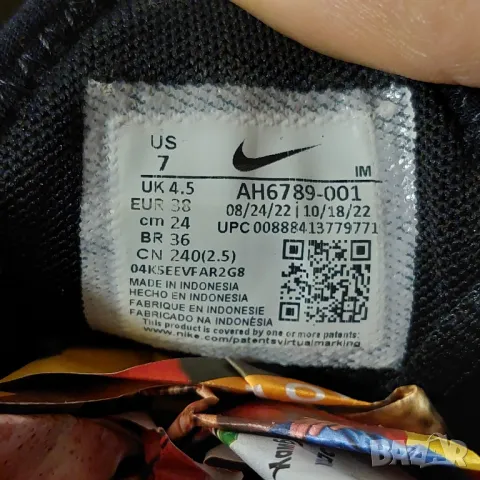 US
7
IM
UK 4.5
EUR 38
cm 24
BR 36
CN 240(2.5)
AH6789-001
08/24/22 | 10/18/22
UPC 00888413779771
04K5EEVFAR2G8
MADE IN INDONESIA
HECHO EN INDONESIA
FABRIQUE EN INDONESIE
FABRICADO NA INDONÉSIA
This product is covered by one or more patents:
www.nike.com/patentsvirtualmarking
BAZAR